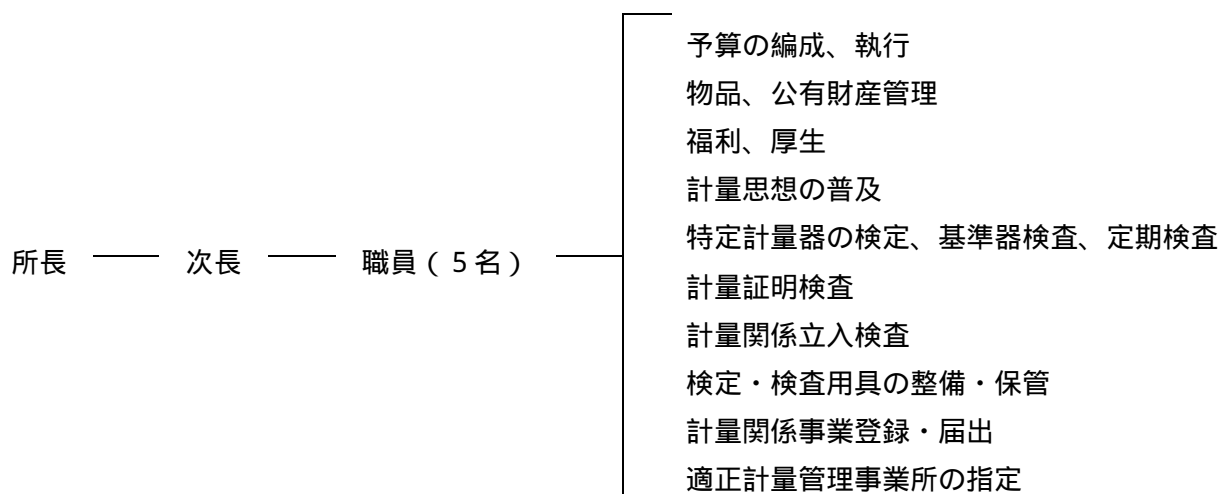 予算の編成、執行
物品、公有財産管理
福利、厚生
計量思想の普及
特定計量器の検定、基準器検査、定期検査
所長 次長 職員（５名）
計量証明検査
計量関係立入検査
検定・検査用具の整備・保管
計量関係事業登録・届出
適正計量管理事業所の指定